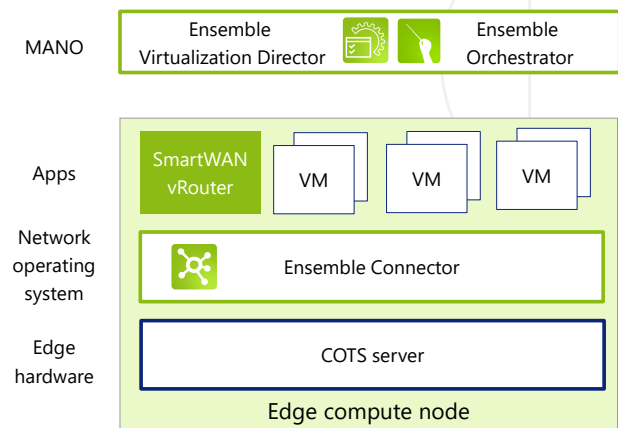 MANO
Ensemble
Virtualization Director
Ensemble
Orchestrator
Apps
SmartWAN
vRouter
VM
VM
VM
Network
operating
system
Ensemble Connector
Edge
hardware
COTS server
Edge compute node